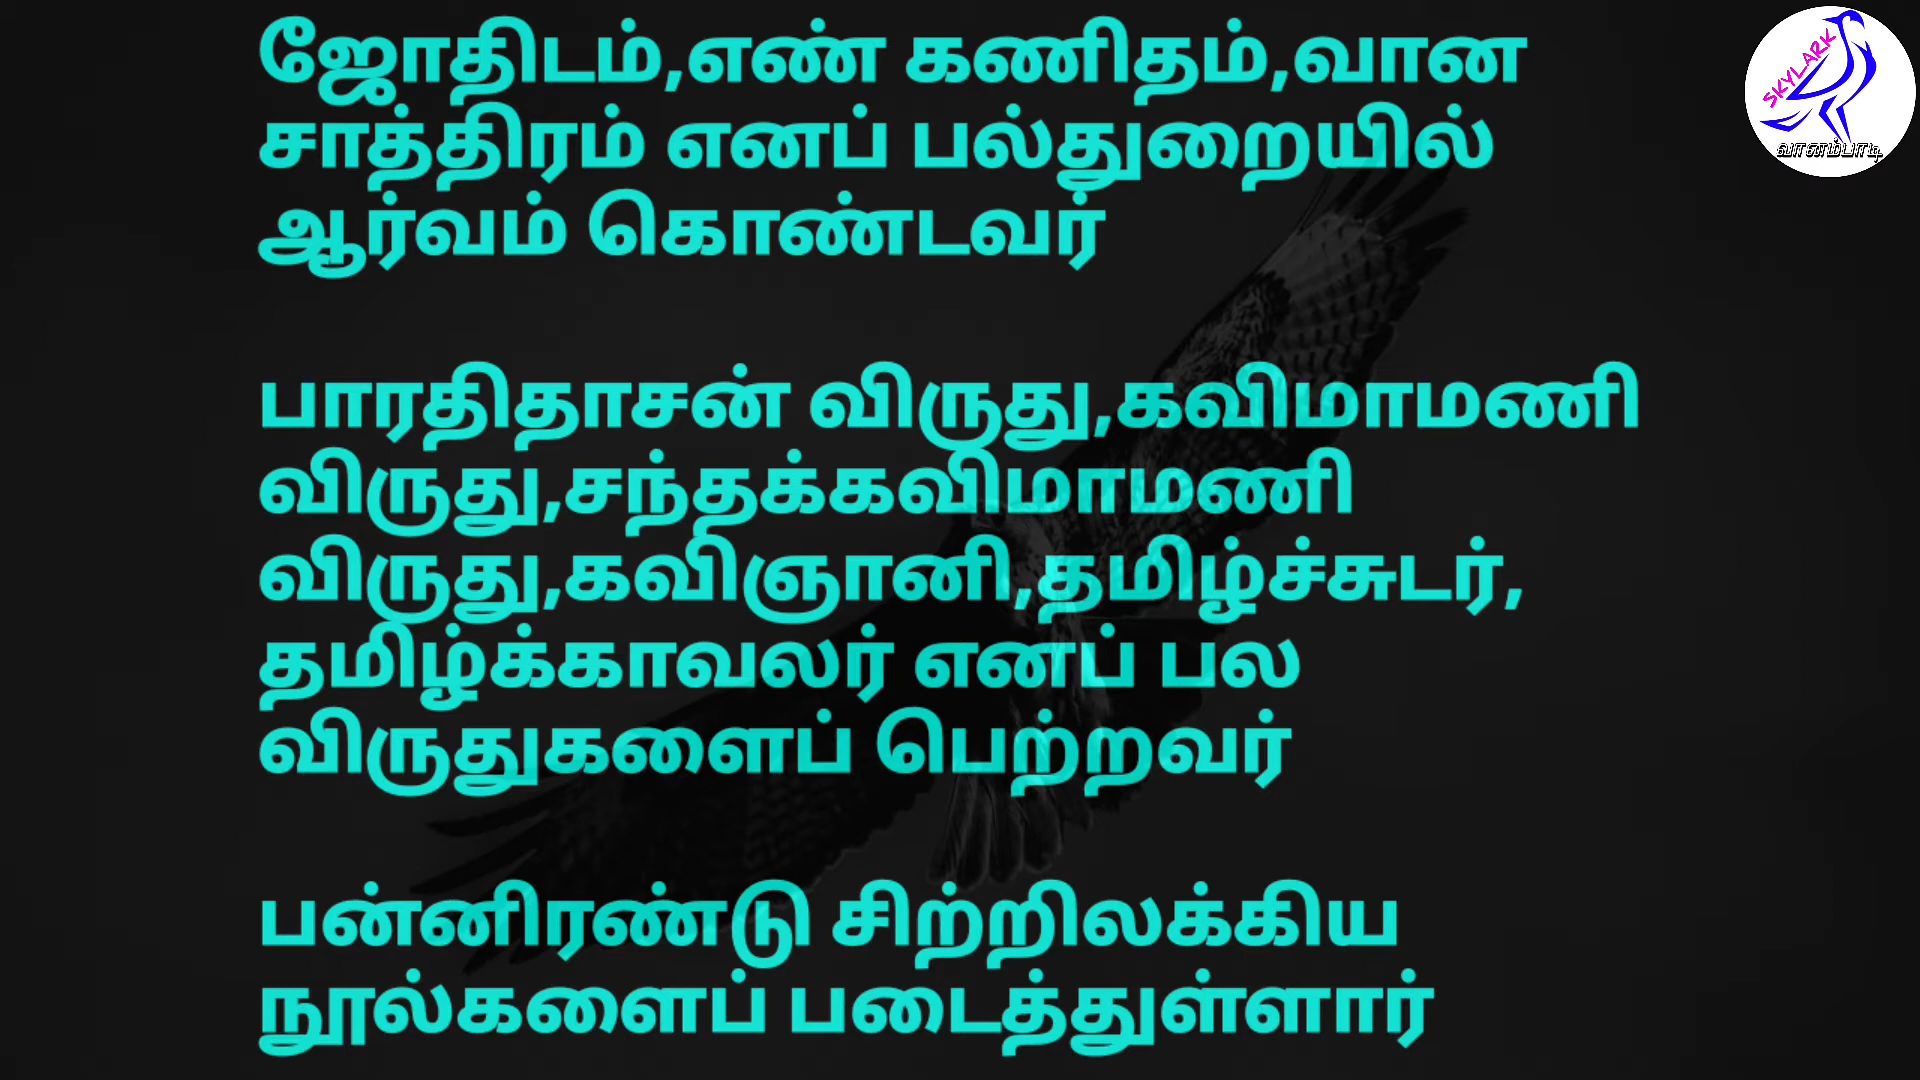 ஜோதிடம்,எண் கணிதம்,வான
சாத்திரம் எனப் பல்துறையில்
ஆர்வம் கொண்டவர்
பாரதிதாசன் விருது,கவிமாமணி
விருது,சந்தக்கவிமாமணி
விருது,கவிஞானி,தமிழ்ச்சுடர்,
தமிழ்க்காவலர் எனப் பல
விருதுகளைப் பெற்றவர்
பன்னிரண்டு சிற்றிலக்கிய
நூல்களைப் படைத்துள்ளார்
SKYLARK
வானம்பாடி